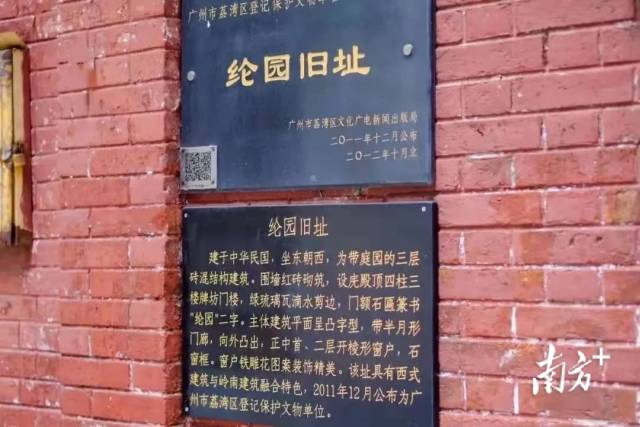 广州市荔湾区登记保护文物单
纶园旧址
广州市荔湾区文化广电新闻出版局
二〇一一年十二月公布
二〇一二年十月立
纶园旧址
建于中华民国，坐东朝西，为带庭园的三层
砖混结构建筑。围墙红砖砌筑，设庑殿顶四柱三
楼牌坊门楼，绿琉璃瓦滴水剪边，门额石匾篆书
“纶园”二字。主体建筑平面呈凸字型，带半月形
门廊，向外凸出，正中首、二层开棱形窗户，石
窗框。窗户铁雕花图案装饰精美。该址具有西式
建筑与岭南建筑融合特色，2011年12月公布为广
州市荔湾区登记保护文物单位。
南方+